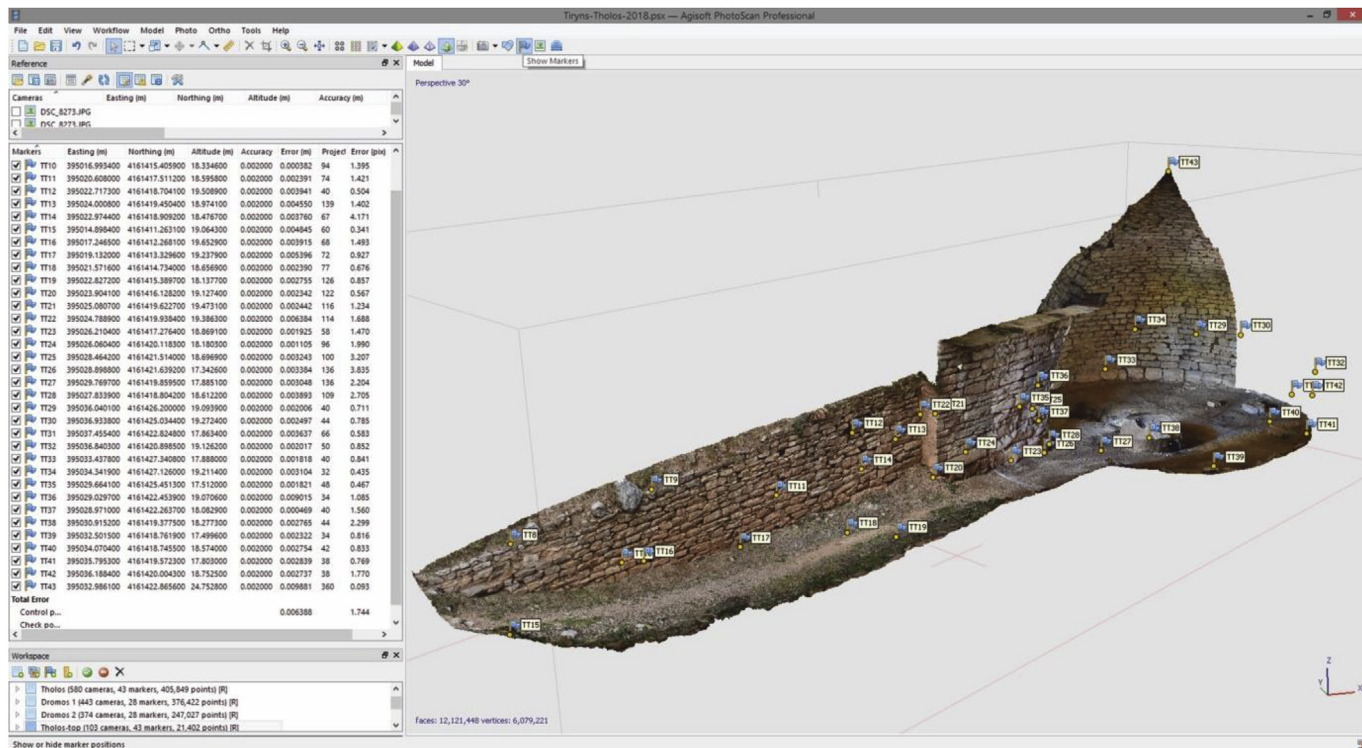 Tiryns-Tholos-2018.psx — Agisoft PhotoScan Professional
File Edit View Workflow Model Photo Ortho Tools Help
Show Markers
Reference
Model
Perspective 30°
Cameras Easting (m) Northing (m) Altitude (m) Accuracy (m)
DSC_8273.JPG
DSC_8273.JPG
Markers Easting (m) Northing (m) Altitude (m) Accuracy Error (m) Project Error (pix)
TT10 395016.993400 4161415.405900 18.334600 0.002000 0.000382 94 1.395
TT11 395020.608000 4161417.511200 18.595800 0.002000 0.002391 74 1.421
TT12 395022.717300 4161418.704100 19.508900 0.002000 0.003941 40 0.504
TT13 395024.000800 4161419.450400 18.974100 0.002000 0.004550 139 1.402
TT14 395022.974400 4161418.909200 18.476700 0.002000 0.003760 67 4.171
TT15 395014.898400 4161411.263100 19.064300 0.002000 0.004845 60 0.341
TT16 395017.246500 4161412.268100 19.652900 0.002000 0.003915 68 1.493
TT17 395019.132000 4161413.329600 19.237900 0.002000 0.005396 72 0.927
TT18 395021.571600 4161414.734000 18.656900 0.002000 0.002390 77 0.676
TT19 395022.827200 4161415.389700 18.137700 0.002000 0.002755 126 0.857
TT20 395023.904100 4161416.128200 19.127400 0.002000 0.002342 122 0.567
TT21 395025.080700 4161419.622700 19.473100 0.002000 0.002442 116 1.234
TT22 395024.788900 4161419.938400 19.386300 0.002000 0.006384 114 1.688
TT23 395026.210400 4161417.276400 18.869100 0.002000 0.001925 58 1.470
TT24 395026.060400 4161420.118300 18.180300 0.002000 0.001105 96 1.990
TT25 395028.464200 4161421.514000 18.696900 0.002000 0.003243 100 3.207
TT26 395028.898800 4161421.639200 17.342600 0.002000 0.003384 136 3.835
TT27 395029.769700 4161419.859500 17.885100 0.002000 0.003048 136 2.204
TT28 395027.833900 4161418.804200 18.612200 0.002000 0.003893 109 2.705
TT29 395036.040100 4161426.200000 19.093900 0.002000 0.002006 40 0.711
TT30 395036.933800 4161425.034400 19.272400 0.002000 0.002497 44 0.785
TT31 395037.455400 4161422.824800 17.863400 0.002000 0.003637 66 0.583
TT32 395036.840300 4161420.898500 19.126200 0.002000 0.002017 50 0.852
TT33 395033.437800 4161427.340800 17.888000 0.002000 0.001818 40 0.841
TT34 395034.341900 4161427.126000 19.211400 0.002000 0.003104 32 0.435
TT35 395029.664100 4161425.451300 17.512000 0.002000 0.001821 48 0.467
TT36 395029.029700 4161422.453900 19.070600 0.002000 0.009015 34 1.085
TT37 395028.971000 4161422.263700 18.082900 0.002000 0.000469 40 1.560
TT38 395030.915200 4161419.377500 18.277300 0.002000 0.002765 44 2.299
TT39 395032.501500 4161418.761900 17.499600 0.002000 0.002322 34 0.816
TT40 395034.070400 4161418.745500 18.574000 0.002000 0.002754 42 0.833
TT41 395035.795300 4161419.572300 17.803000 0.002000 0.002839 38 0.769
TT42 395036.188400 4161420.004300 18.752500 0.002000 0.002737 38 1.770
TT43 395032.986100 4161422.865600 24.752800 0.002000 0.009881 360 0.093
Total Error
Control p... 0.006388 1.744
Check po...
Workspace
Tholos (580 cameras, 43 markers, 405,849 points) [R]
Dromos 1 (443 cameras, 28 markers, 376,422 points) [R]
Dromos 2 (374 cameras, 28 markers, 247,027 points) [R]
Tholos-top (103 cameras, 43 markers, 21,402 points) [R]
Show or hide marker positions
TT43
TT34
TT29
TT30
TT33
TT32
TT36
TT42
TT35
TT37
TT22
TT40
TT41
TT12
TT13
TT38
TT28
TT24
TT27
TT23
TT14
TT39
TT20
TT9
TT11
TT18
TT19
TT8
TT17
TT16
TT15
Z
Y
X
faces: 12,121,448 vertices: 6,079,221